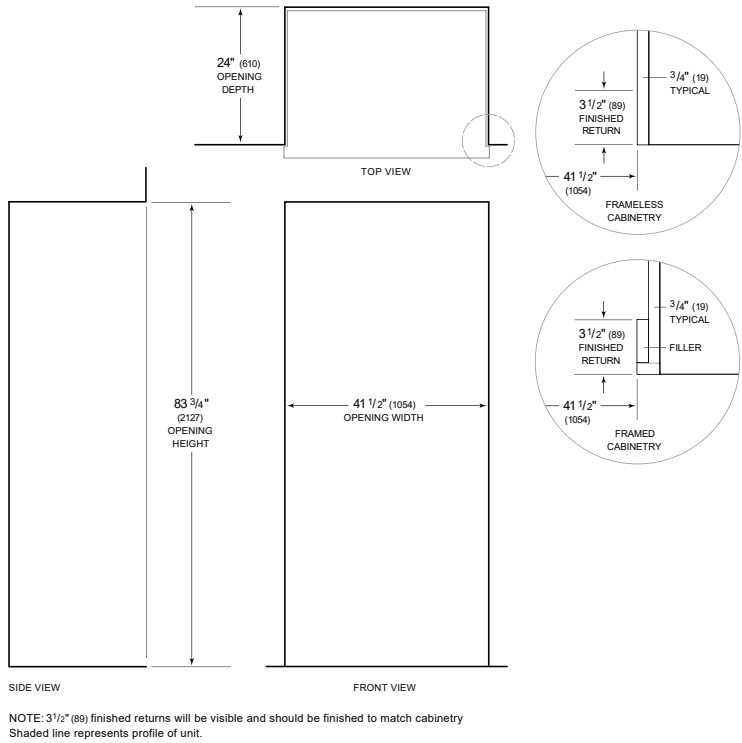 24" (610)
OPENING
DEPTH
TOP VIEW
3/4" (19)
TYPICAL
3 1/2" (89)
FINISHED
RETURN
41 1/2"
(1054)
FRAMELESS
CABINETRY
3/4" (19)
TYPICAL
3 1/2" (89)
FINISHED
RETURN
FILLER
41 1/2"
(1054)
FRAMED
CABINETRY
83 3/4"
(2127)
OPENING
HEIGHT
41 1/2" (1054)
OPENING WIDTH
SIDE VIEW
FRONT VIEW
NOTE: 3 1/2" (89) finished returns will be visible and should be finished to match cabinetry
Shaded line represents profile of unit.